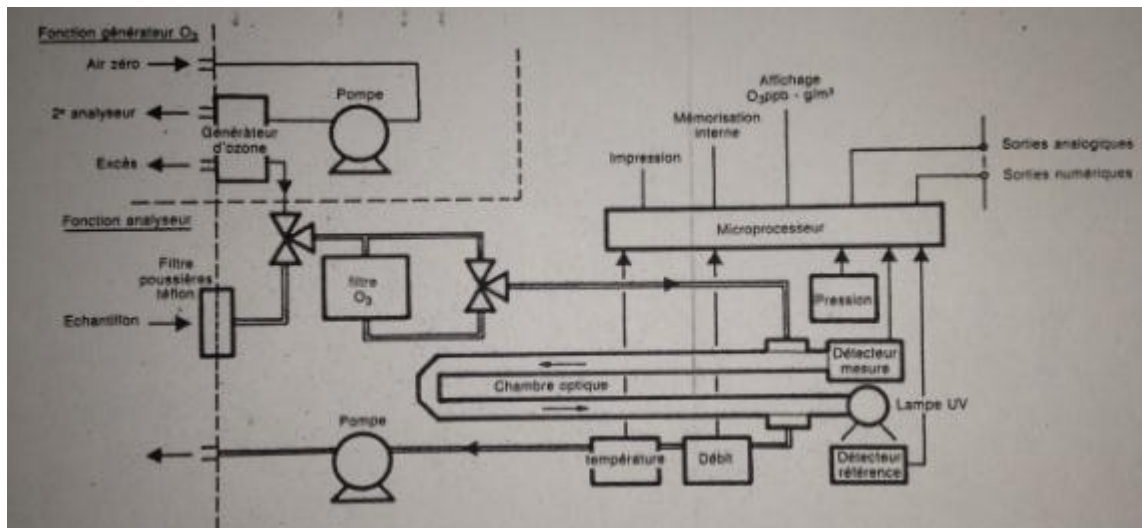 Fonction générateur O3
Air zéro
2e analyseur
Excès
Pompe
Générateur
d'ozone
Fonction analyseur
Filtre
poussières
téflon
Echantillon
filtre
O3
Impression
Mémorisation
interne
Affichage
O3ppb - g/m³
Sorties analogiques
Sorties numériques
Microprocesseur
Pression
Détecteur
mesure
Chambre optique
Lampe UV
Pompe
température
Débit
Détecteur
référence